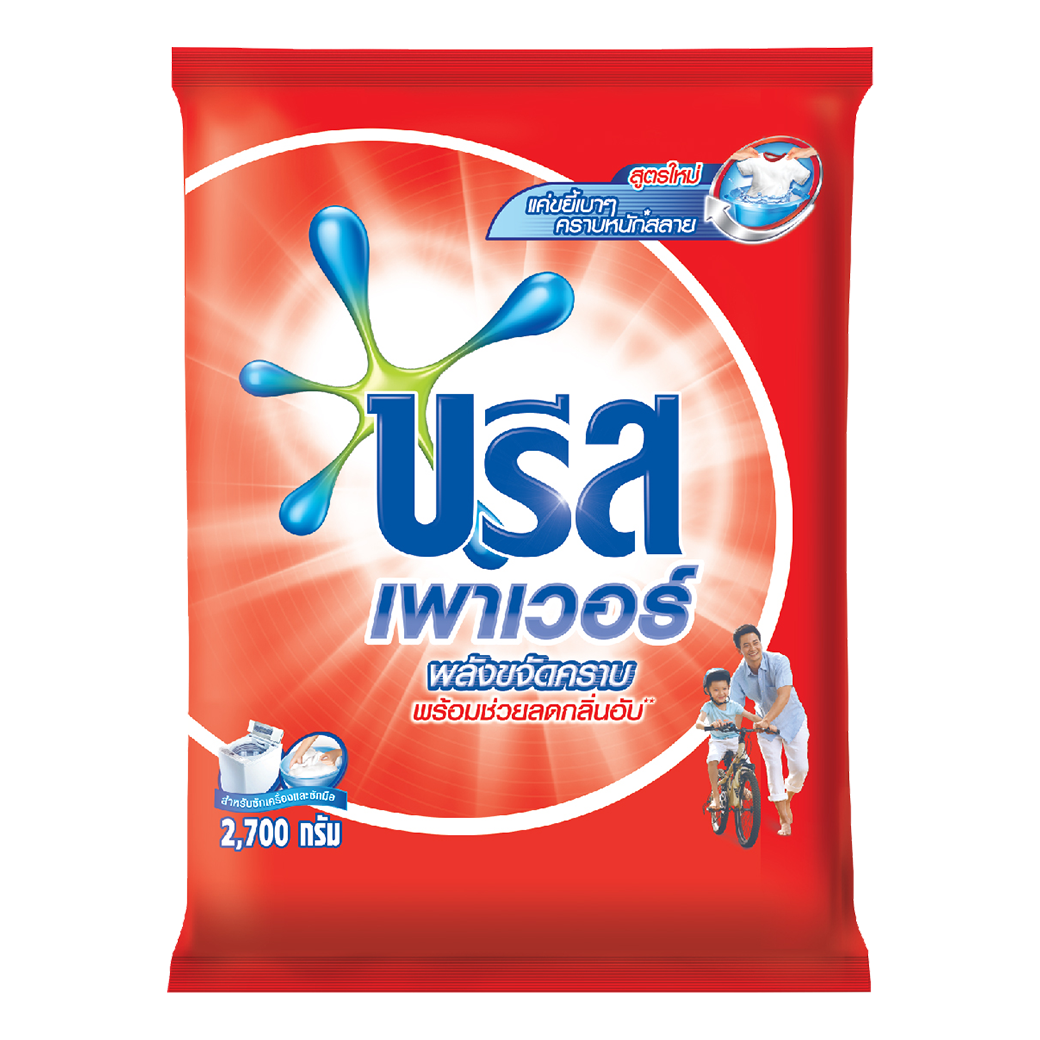 สูตรใหม่
แค่ขยี้เบาๆ
คราบหนัก*สลาย
บรีส
เพาเวอร์
พลังขจัดคราบ
พร้อมช่วยลดกลิ่นอับ**
สำหรับซักเครื่องและซักมือ
2,700 กรัม